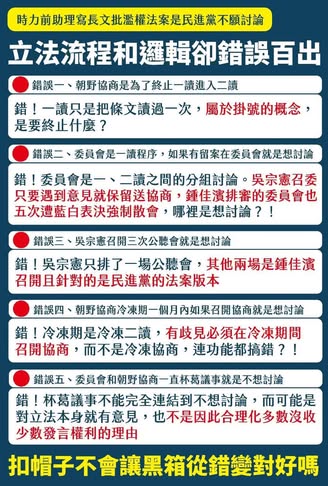 時力前助理寫長文批濫權法案是民進黨不願討論
立法流程和邏輯卻錯誤百出
錯誤一、朝野協商是為了終止一讀進入二讀
錯！一讀只是把條文讀過一次，屬於掛號的概念，
是要終止什麼？
錯誤二、委員會是一讀程序，如果有留案在委員會就是想討論
錯！委員會是一、二讀之間的分組討論。吳宗憲召委
只要遇到意見就保留送協商，鍾佳濱排審的委員會也
五次遭藍白表決強制散會，哪裡是想討論？！
錯誤三、吳宗憲召開三次公聽會就是想討論
錯！吳宗憲只排了一場公聽會，其他兩場是鍾佳濱
召開且針對的是民進黨的法案版本
錯誤四、朝野協商冷凍期一個月內如果召開協商就是想討論
錯！冷凍期是冷凍二讀，有歧見必須在冷凍期間
召開協商，而不是冷凍協商，連功能都搞錯？！
錯誤五、委員會和朝野協商一直杯葛議事就是不想討論
錯！杯葛議事不能完全連結到不想討論，而可能是
對立法本身就有意見，也不是因此合理化多數沒收
少數發言權利的理由
扣帽子不會讓黑箱從錯變對好嗎